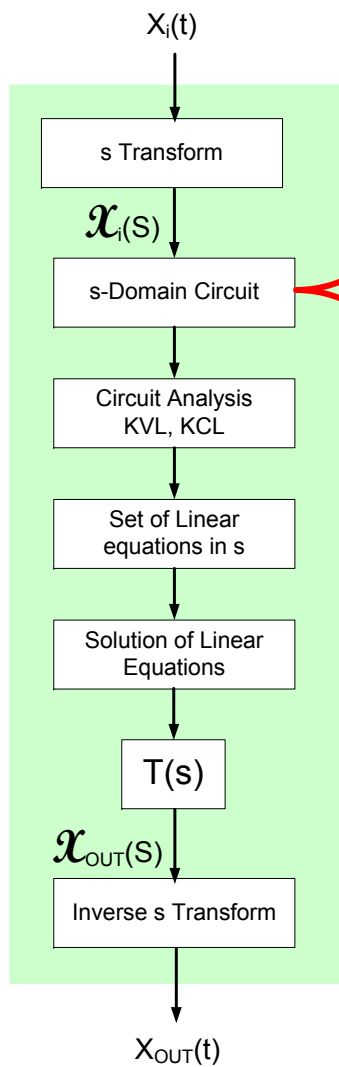 Xi(t)
s Transform
𝓧i(S)
s-Domain Circuit
Circuit Analysis
KVL, KCL
Set of Linear
equations in s
Solution of Linear
Equations
T(s)
𝓧OUT(S)
Inverse s Transform
XOUT(t)